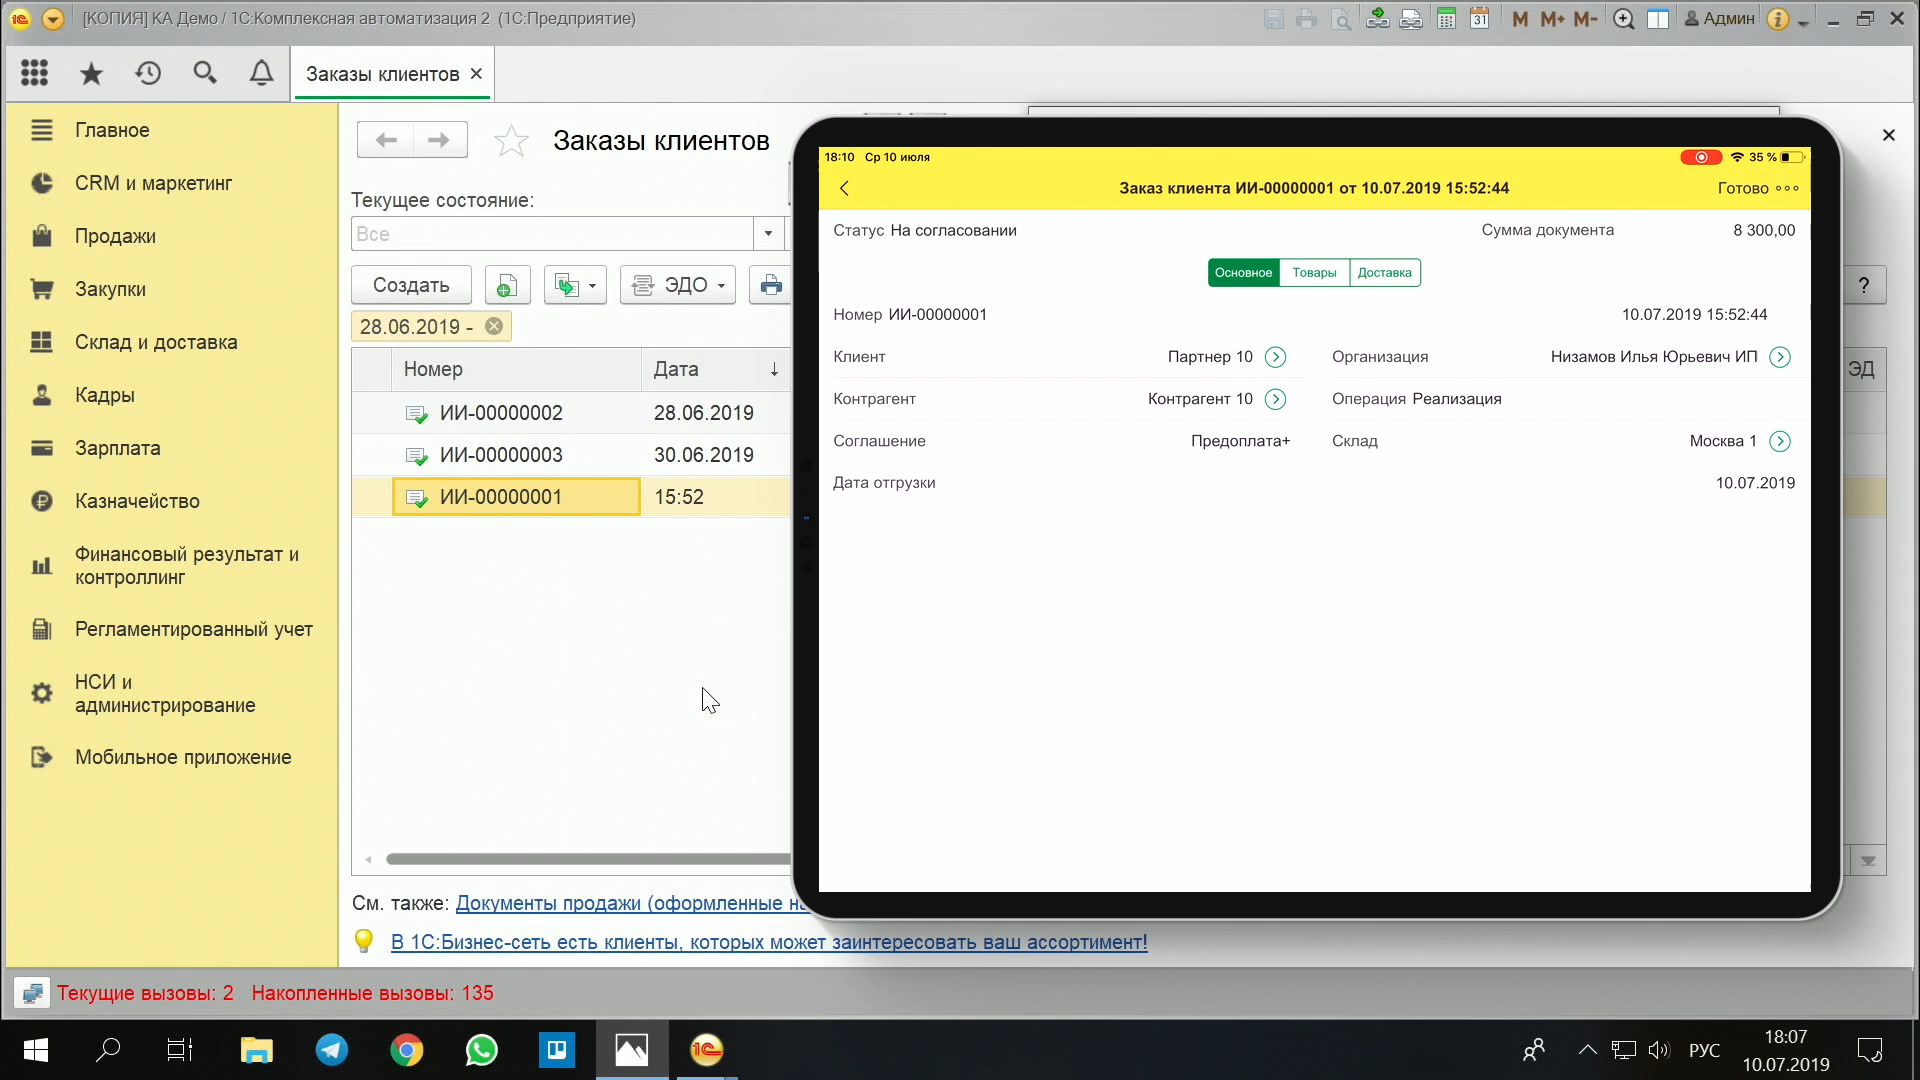 [КОПИЯ] КА Демо / 1С:Комплексная автоматизация 2 (1С:Предприятие)
31
M M+ M-
Админ
Заказы клиентов
Главное
CRM и маркетинг
Продажи
Закупки
Склад и доставка
Кадры
Зарплата
Казначейство
Финансовый результат и
контроллинг
Регламентированный учет
НСИ и
администрирование
Мобильное приложение
Заказы клиентов
Текущее состояние:
Все
Создать
ЭДО
?
28.06.2019 -
Номер Дата ↓
ЭД
ИИ-00000002 28.06.2019
ИИ-00000003 30.06.2019
ИИ-00000001 15:52
См. также: Документы продажи (оформленные на
В 1С:Бизнес-сеть есть клиенты, которых может заинтересовать ваш ассортимент!
18:10 Ср 10 июля
35 %
Заказ клиента ИИ-00000001 от 10.07.2019 15:52:44
Готово
Статус На согласовании
Сумма документа 8 300,00
Основное Товары Доставка
Номер ИИ-00000001
10.07.2019 15:52:44
Клиент Партнер 10
Организация Низамов Илья Юрьевич ИП
Контрагент Контрагент 10
Операция Реализация
Соглашение Предоплата+
Склад Москва 1
Дата отгрузки 10.07.2019
Текущие вызовы: 2 Накопленные вызовы: 135
РУС
18:07
10.07.2019